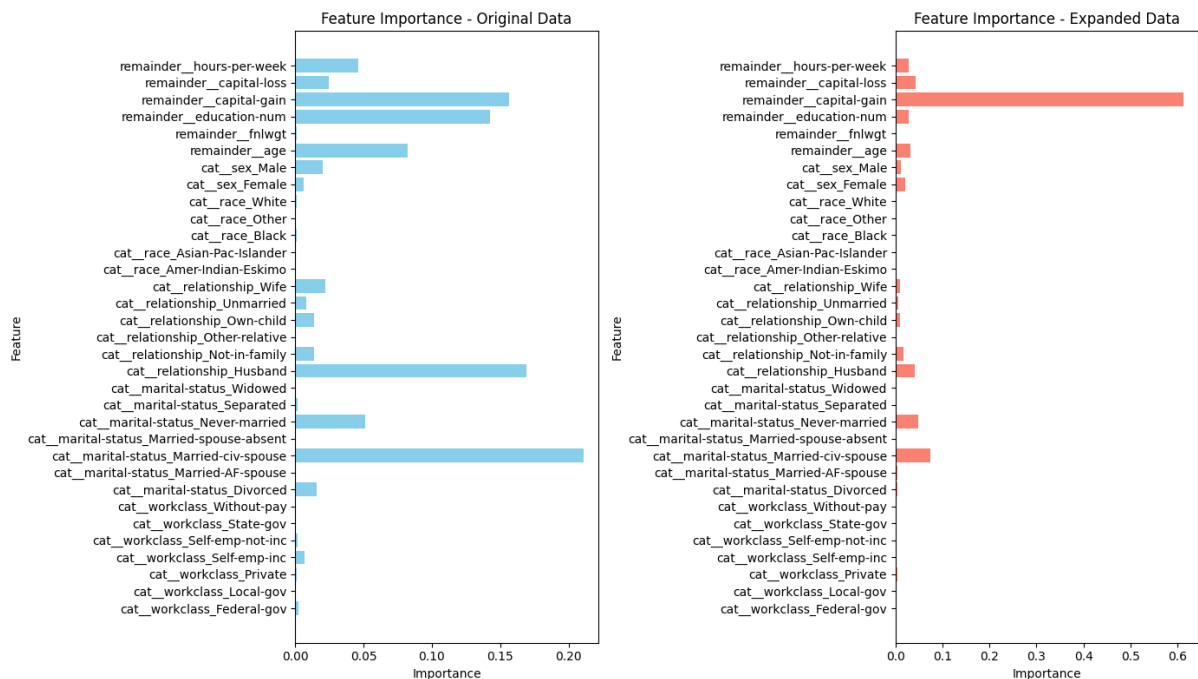 Feature Importance - Original Data
Feature
remainder__hours-per-week
remainder__capital-loss
remainder__capital-gain
remainder__education-num
remainder__fnlwgt
remainder__age
cat__sex_Male
cat__sex_Female
cat__race_White
cat__race_Other
cat__race_Black
cat__race_Asian-Pac-Islander
cat__race_Amer-Indian-Eskimo
cat__relationship_Wife
cat__relationship_Unmarried
cat__relationship_Own-child
cat__relationship_Other-relative
cat__relationship_Not-in-family
cat__relationship_Husband
cat__marital-status_Widowed
cat__marital-status_Separated
cat__marital-status_Never-married
cat__marital-status_Married-spouse-absent
cat__marital-status_Married-civ-spouse
cat__marital-status_Married-AF-spouse
cat__marital-status_Divorced
cat__workclass_Without-pay
cat__workclass_State-gov
cat__workclass_Self-emp-not-inc
cat__workclass_Self-emp-inc
cat__workclass_Private
cat__workclass_Local-gov
cat__workclass_Federal-gov
0.00 0.05 0.10 0.15 0.20
Importance
Feature Importance - Expanded Data
Feature
remainder__hours-per-week
remainder__capital-loss
remainder__capital-gain
remainder__education-num
remainder__fnlwgt
remainder__age
cat__sex_Male
cat__sex_Female
cat__race_White
cat__race_Other
cat__race_Black
cat__race_Asian-Pac-Islander
cat__race_Amer-Indian-Eskimo
cat__relationship_Wife
cat__relationship_Unmarried
cat__relationship_Own-child
cat__relationship_Other-relative
cat__relationship_Not-in-family
cat__relationship_Husband
cat__marital-status_Widowed
cat__marital-status_Separated
cat__marital-status_Never-married
cat__marital-status_Married-spouse-absent
cat__marital-status_Married-civ-spouse
cat__marital-status_Married-AF-spouse
cat__marital-status_Divorced
cat__workclass_Without-pay
cat__workclass_State-gov
cat__workclass_Self-emp-not-inc
cat__workclass_Self-emp-inc
cat__workclass_Private
cat__workclass_Local-gov
cat__workclass_Federal-gov
0.0 0.1 0.2 0.3 0.4 0.5 0.6
Importance